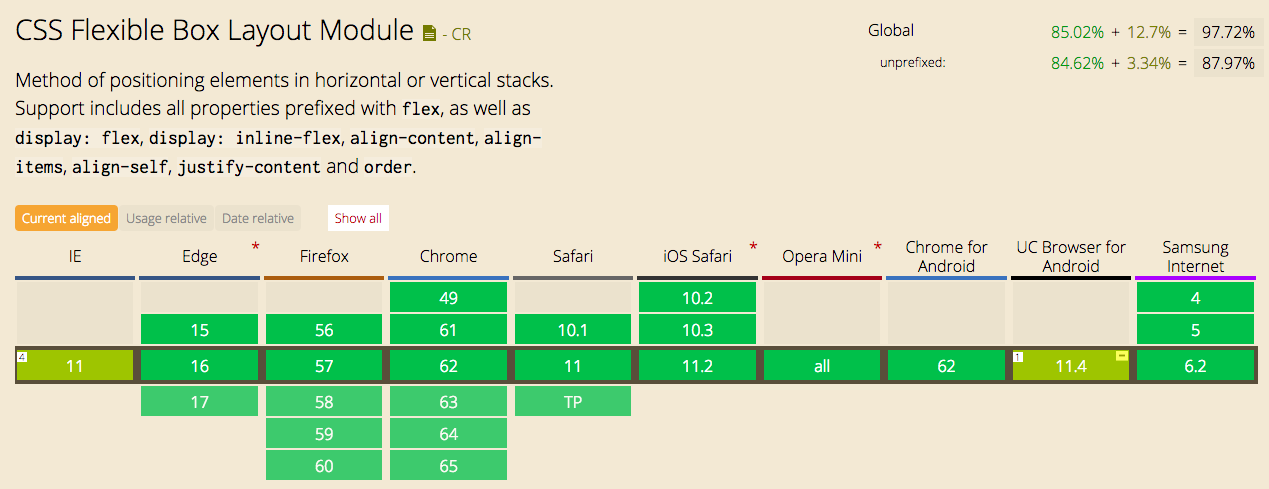 CSS Flexible Box Layout Module - CR
Global 85.02% + 12.7% = 97.72%
unprefixed: 84.62% + 3.34% = 87.97%
Method of positioning elements in horizontal or vertical stacks.
Support includes all properties prefixed with flex, as well as
display: flex, display: inline-flex, align-content, align-
items, align-self, justify-content and order.
Current aligned Usage relative Date relative Show all
IE Edge * Firefox Chrome Safari iOS Safari * Opera Mini * Chrome for Android UC Browser for Android Samsung Internet
49 10.2 4
15 56 61 10.1 10.3 5
4 11 16 57 62 11 11.2 all 62 1 11.4 6.2
17 58 63 TP
59 64
60 65